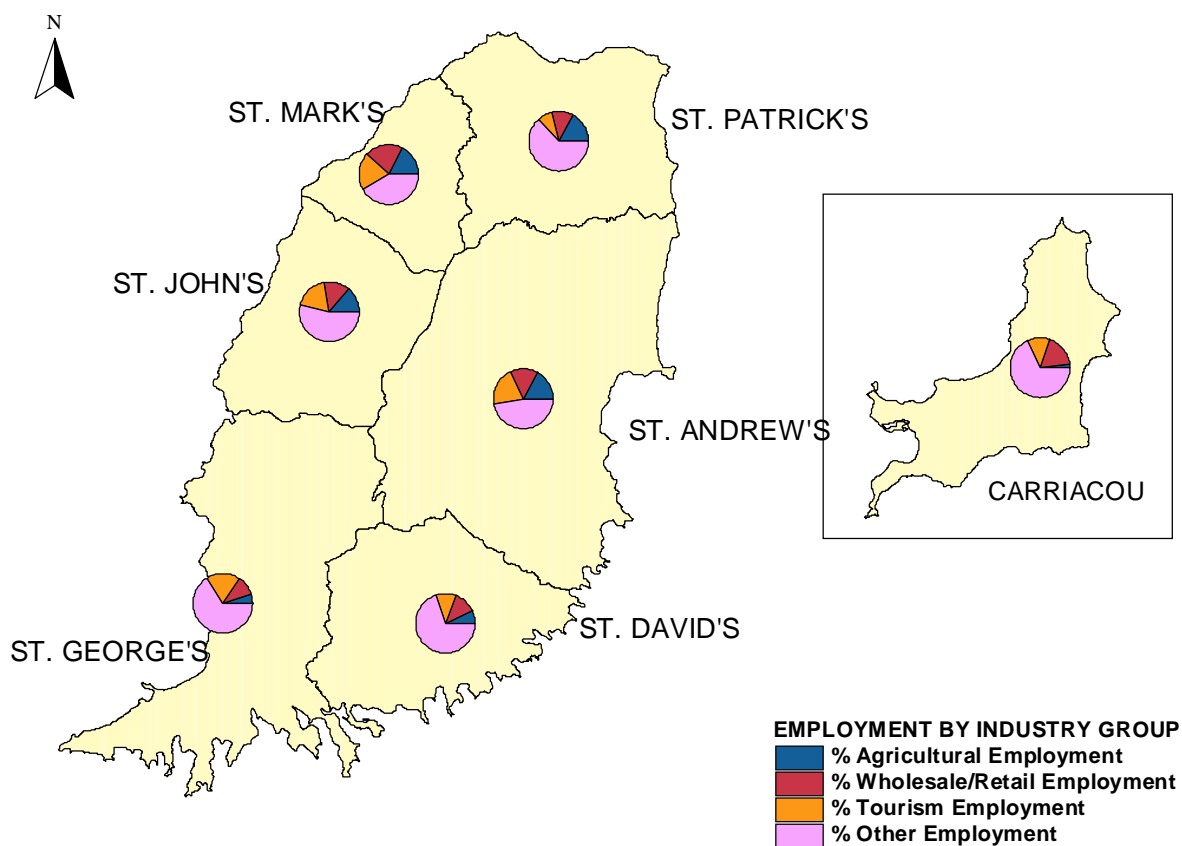 N
ST. MARK'S
ST. PATRICK'S
ST. JOHN'S
ST. ANDREW'S
CARRIACOU
ST. DAVID'S
ST. GEORGE'S
EMPLOYMENT BY INDUSTRY GROUP
% Agricultural Employment
% Wholesale/Retail Employment
% Tourism Employment
% Other Employment